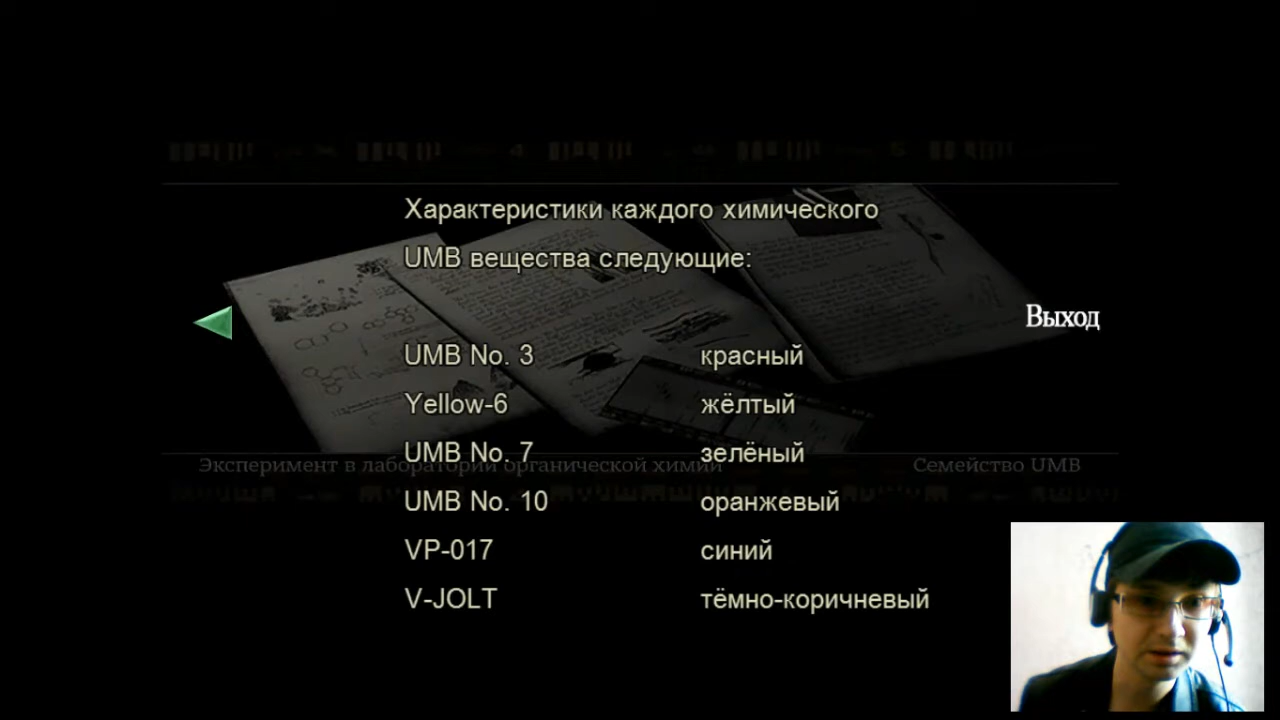 Характеристики каждого химического
UMB вещества следующие:
Выход
UMB No. 3 красный
Yellow-6 жёлтый
UMB No. 7 зелёный
Эксперимент в лаборатории органической химии Семейство UMB
UMB No. 10 оранжевый
VP-017 синий
V-JOLT тёмно-коричневый